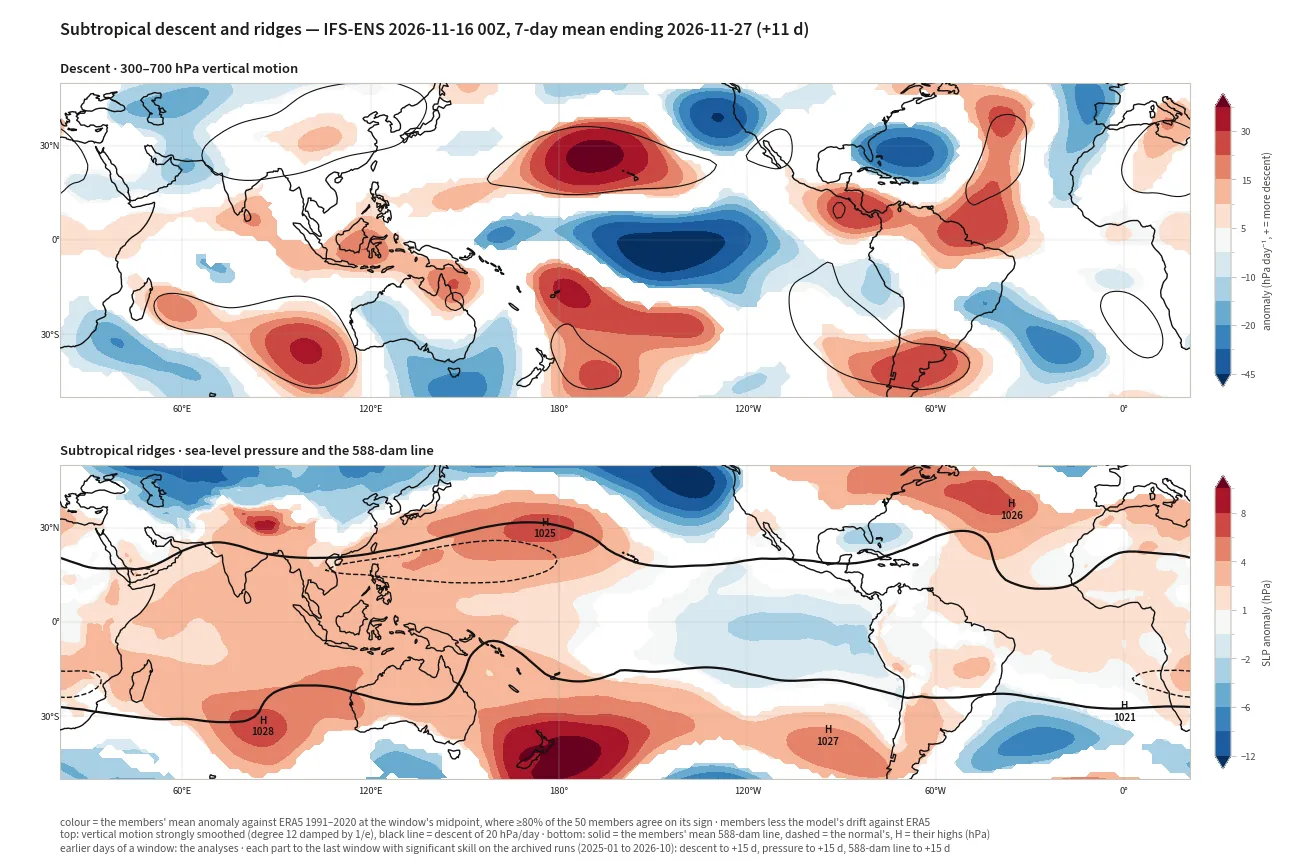 Subtropical descent and ridges — IFS-ENS 2026-11-16 00Z, 7-day mean ending 2026-11-27 (+11 d)
Descent · 300–700 hPa vertical motion
30°N
0°
30°S
60°E
120°E
180°
120°W
60°W
0°
30
15
5
−10
−20
−45
anomaly (hPa day⁻¹, + = more descent)
Subtropical ridges · sea-level pressure and the 588-dam line
30°N
0°
30°S
H
1025
H
1026
H
1028
H
1027
H
1021
60°E
120°E
180°
120°W
60°W
0°
8
4
1
−2
−6
−12
SLP anomaly (hPa)
colour = the members' mean anomaly against ERA5 1991–2020 at the window's midpoint, where ≥80% of the 50 members agree on its sign · members less the model's drift against ERA5
top: vertical motion strongly smoothed (degree 12 damped by 1/e), black line = descent of 20 hPa/day · bottom: solid = the members' mean 588-dam line, dashed = the normal's, H = their highs (hPa)
earlier days of a window: the analyses · each part to the last window with significant skill on the archived runs (2025-01 to 2026-10): descent to +15 d, pressure to +15 d, 588-dam line to +15 d